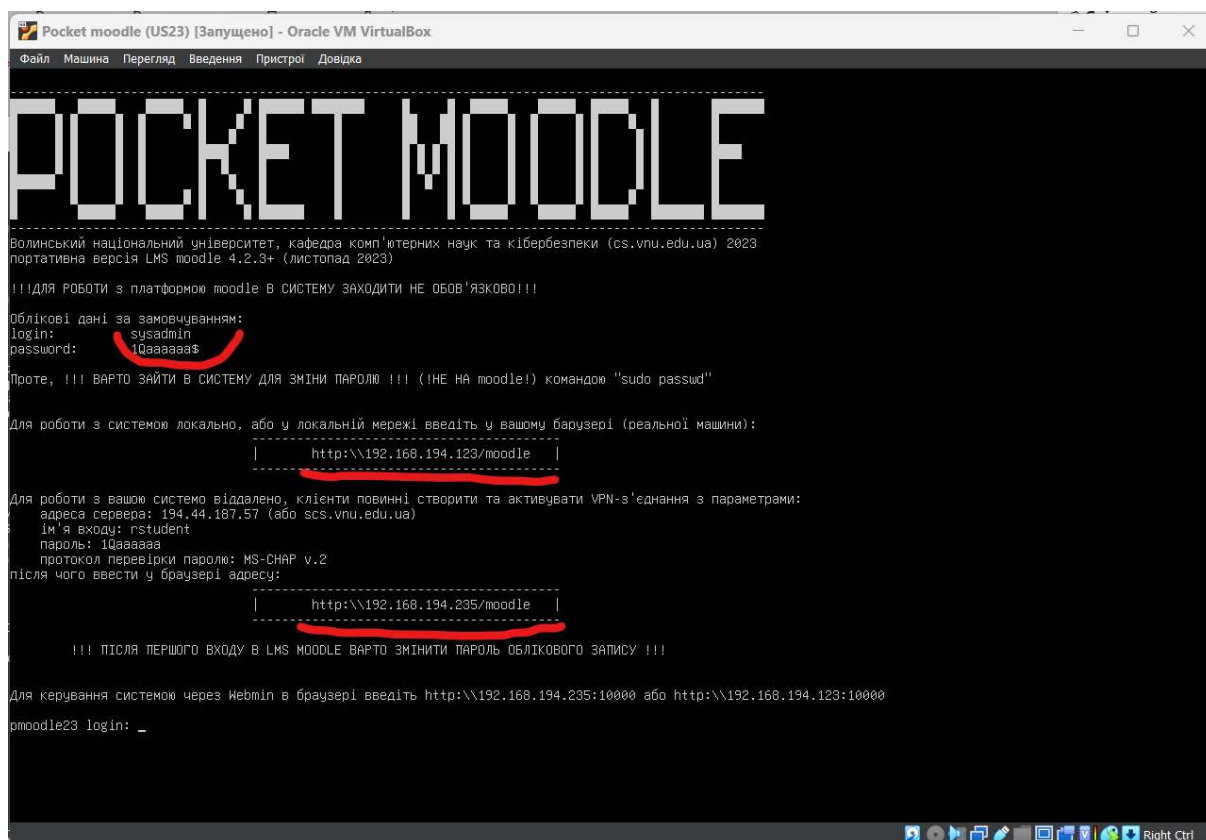 Pocket moodle (US23) [Запущено] - Oracle VM VirtualBox
Файл Машина Перегляд Введення Пристрої Довідка
POCKET MOODLE
Волинський національний університет, кафедра комп'ютерних наук та кібербезпеки (cs.vnu.edu.ua) 2023
портативна версія LMS moodle 4.2.3+ (листопад 2023)
!!!ДЛЯ РОБОТИ з платформою moodle В СИСТЕМУ ЗАХОДИТИ НЕ ОБОВ'ЯЗКОВО!!!
Облікові дані за замовчуванням:
login: sysadmin
password: 1Qaaaaaa$
Проте, !!! ВАРТО ЗАЙТИ В СИСТЕМУ ДЛЯ ЗМІНИ ПАРОЛЮ !!! (!НЕ НА moodle!) командою "sudo passwd"
Для роботи з системою локально, або у локальній мережі введіть у вашому барузері (реальної машини):
| http:\\192.168.194.123/moodle |
Для роботи з вашою системо віддалено, клієнти повинні створити та активувати VPN-з'єднання з параметрами:
адреса сервера: 194.44.187.57 (або scs.vnu.edu.ua)
ім'я входу: rstudent
пароль: 1Qaaaaaa
протокол перевірки паролю: MS-CHAP v.2
після чого ввести у браузері адресу:
| http:\\192.168.194.235/moodle |
!!! ПІСЛЯ ПЕРШОГО ВХОДУ В LMS MOODLE ВАРТО ЗМІНИТИ ПАРОЛЬ ОБЛІКОВОГО ЗАПИСУ !!!
Для керування системою через Webmin в браузері введіть http:\\192.168.194.235:10000 або http:\\192.168.194.123:10000
pmoodle23 login: _
Right Ctrl